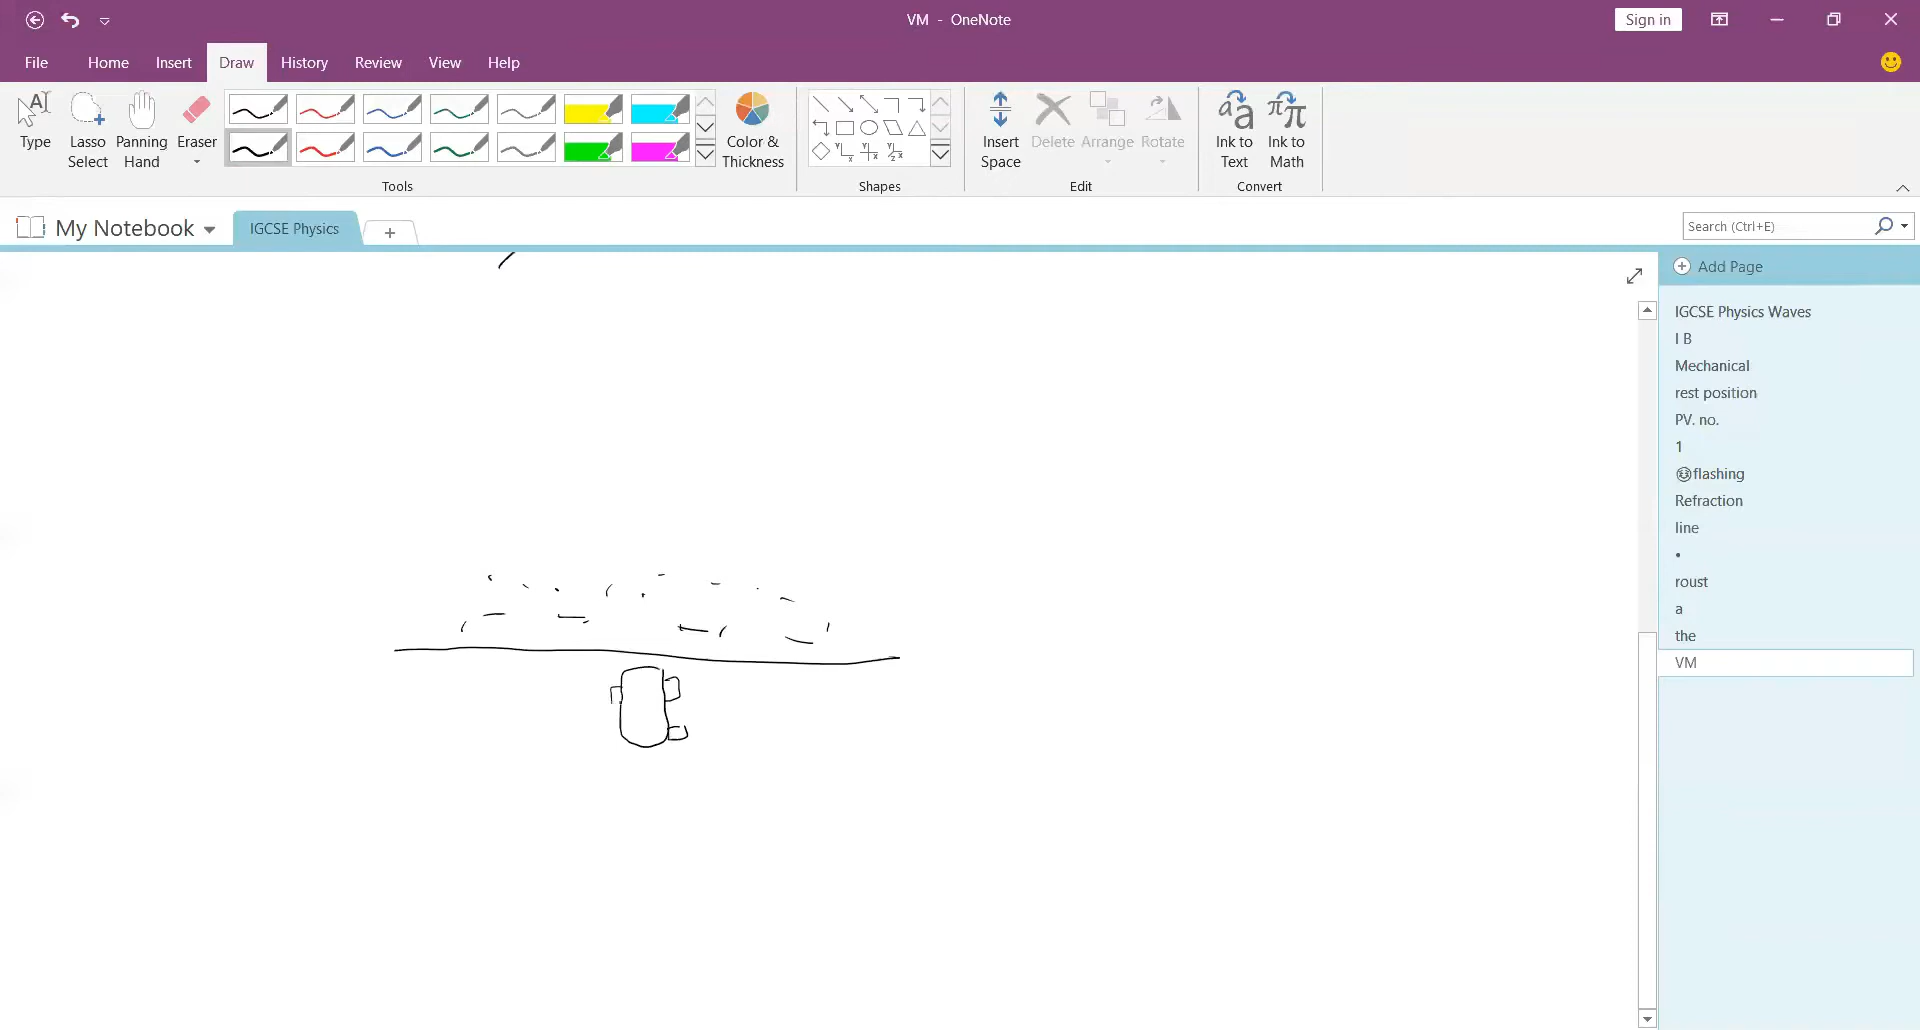 VM - OneNote
Sign in
File Home Insert Draw History Review View Help
Type
Lasso Select
Panning Hand
Eraser
Color & Thickness
Insert Space
Delete
Arrange
Rotate
Ink to Text
Ink to Math
Tools
Shapes
Edit
Convert
My Notebook
IGCSE Physics
Search (Ctrl+E)
Add Page
IGCSE Physics Waves
I B
Mechanical
rest position
PV. no.
1
flashing
Refraction
line
•
roust
a
the
VM